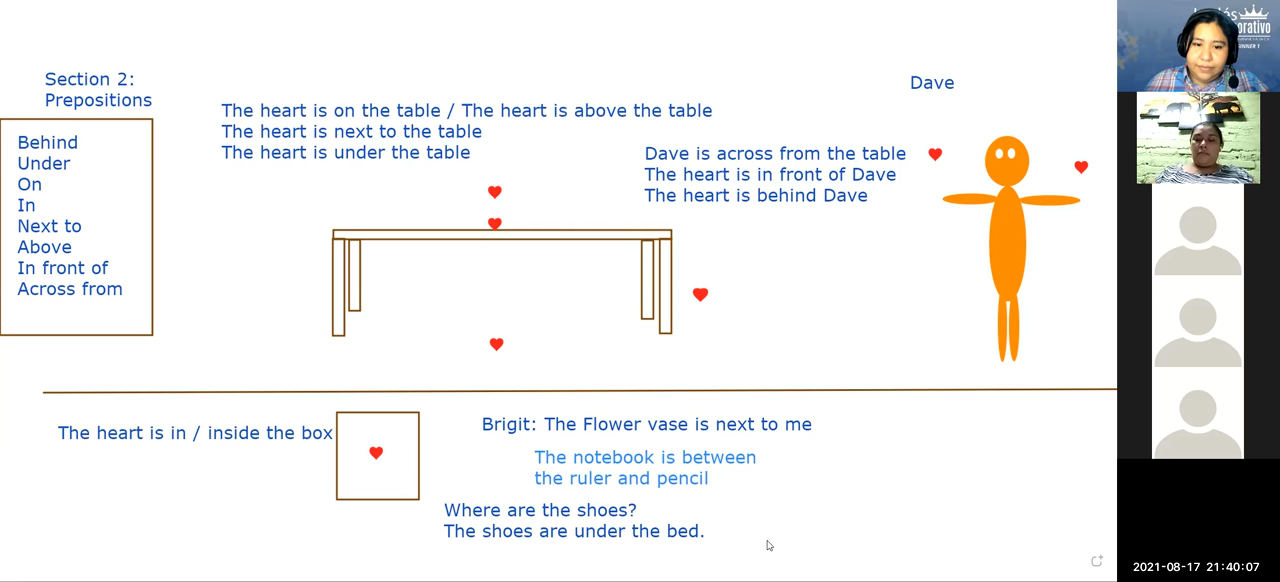 Section 2:
Prepositions
Behind
Under
On
In
Next to
Above
In front of
Across from
The heart is on the table / The heart is above the table
The heart is next to the table
The heart is under the table
Dave is across from the table
The heart is in front of Dave
The heart is behind Dave
Dave
The heart is in / inside the box
Brigit: The Flower vase is next to me
The notebook is between
the ruler and pencil
Where are the shoes?
The shoes are under the bed.
2021-08-17 21:40:07